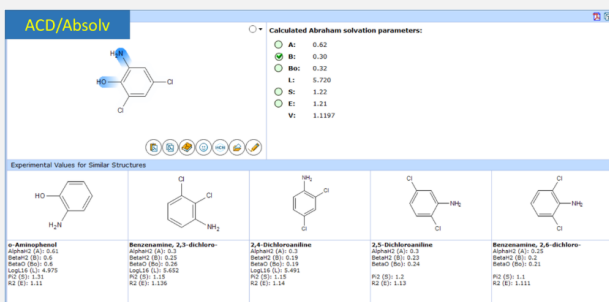 ACD/Absolv
Calculated Abraham solvation parameters:
A: 0.62
B: 0.30
Bo: 0.32
L: 5.720
S: 1.22
E: 1.21
V: 1.1197
H₂N
HO
Cl
Cl
Experimental Values for Similar Structures
HO
H₂N
o-Aminophenol
AlphaH2 (A): 0.61
BetaH2 (B): 0.6
BetaO (Bo): 0.6
LogL16 (L): 4.975
Pi2 (S): 1.31
R2 (E): 1.11
Cl
Cl
NH₂
Benzenamine, 2,3-dichloro-
AlphaH2 (A): 0.3
BetaH2 (B): 0.25
BetaO (Bo): 0.26
LogL16 (L): 5.652
Pi2 (S): 1.15
R2 (E): 1.136
NH₂
Cl
Cl
2,4-Dichloroaniline
AlphaH2 (A): 0.3
BetaH2 (B): 0.23
BetaO (Bo): 0.19
LogL16 (L): 5.491
Pi2 (S): 1.15
R2 (E): 1.14
Cl
NH₂
Cl
2,5-Dichloroaniline
AlphaH2 (A): 0.3
BetaH2 (B): 0.19
BetaO (Bo): 0.24
Pi2 (S): 1.2
R2 (E): 1.13
Cl
NH₂
Cl
Benzenamine, 2,6-dichloro-
AlphaH2 (A): 0.25
BetaH2 (B): 0.2
BetaO (Bo): 0.21
Pi2 (S): 1.1
R2 (E): 1.111